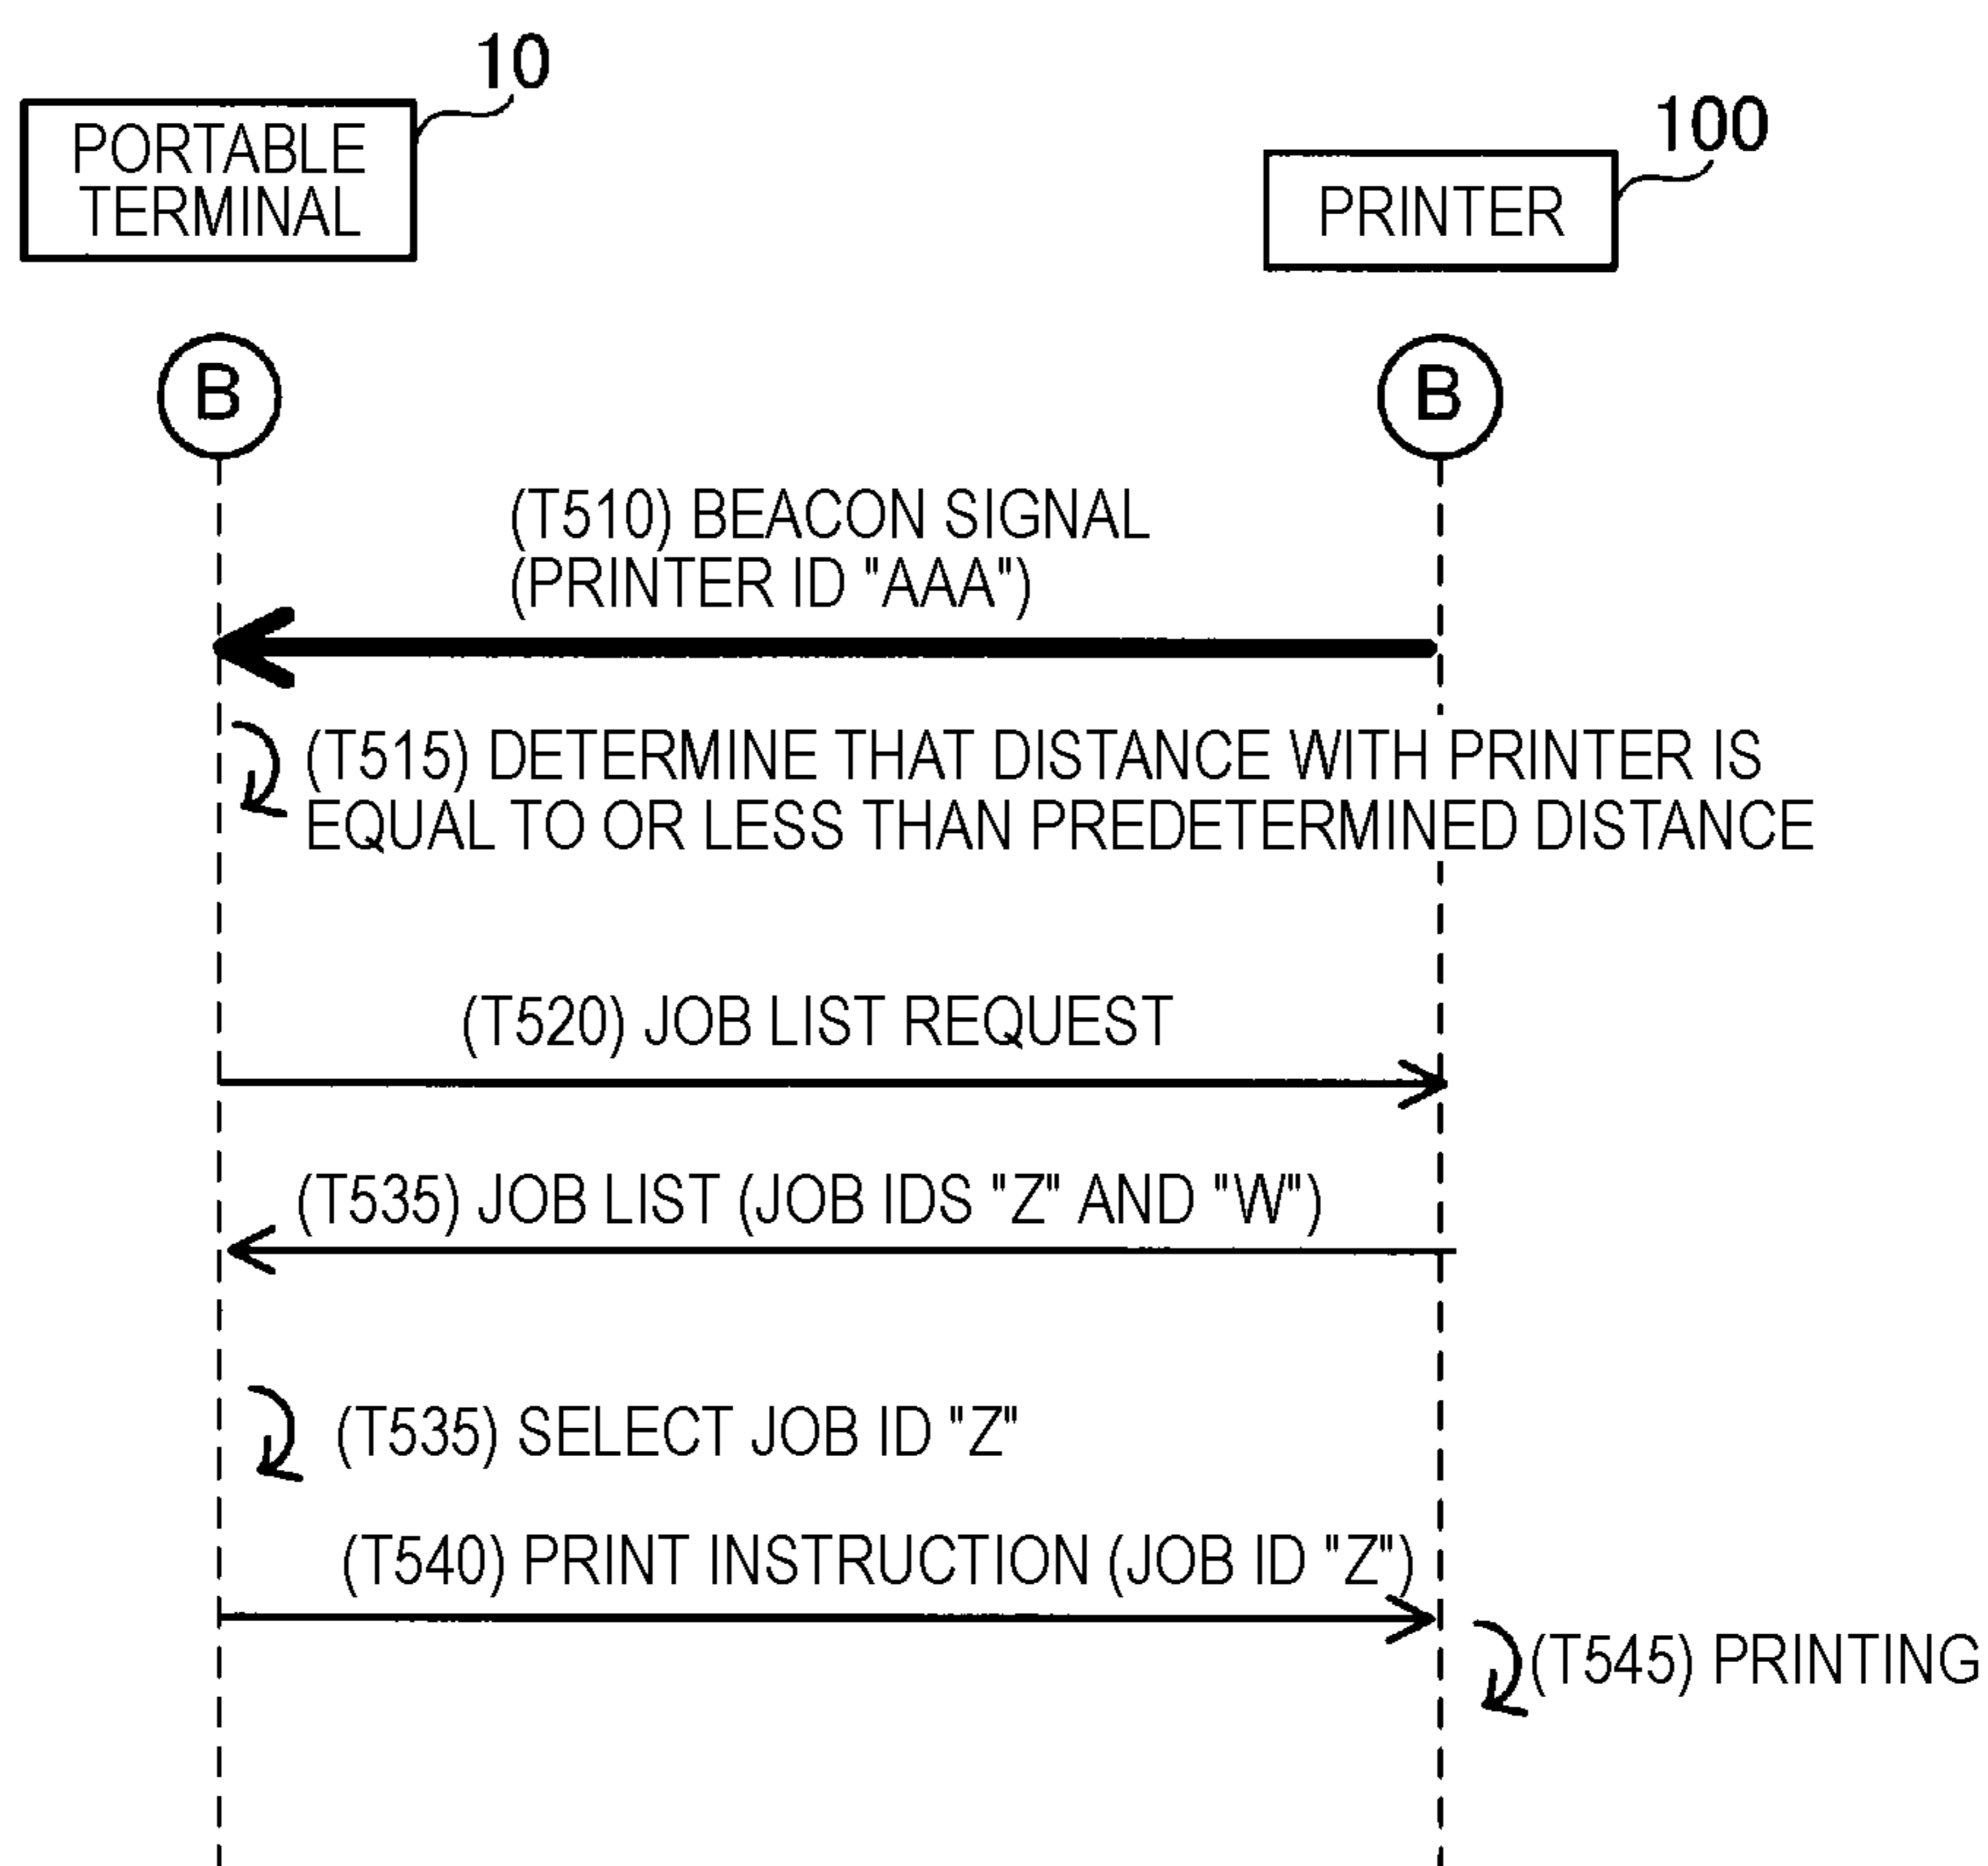 10
PORTABLE
TERMINAL
100
PRINTER
B
B
(T510) BEACON SIGNAL
(PRINTER ID "AAA")
(T515) DETERMINE THAT DISTANCE WITH PRINTER IS
EQUAL TO OR LESS THAN PREDETERMINED DISTANCE
(T520) JOB LIST REQUEST
(T535) JOB LIST (JOB IDS "Z" AND "W")
(T535) SELECT JOB ID "Z"
(T540) PRINT INSTRUCTION (JOB ID "Z")
(T545) PRINTING